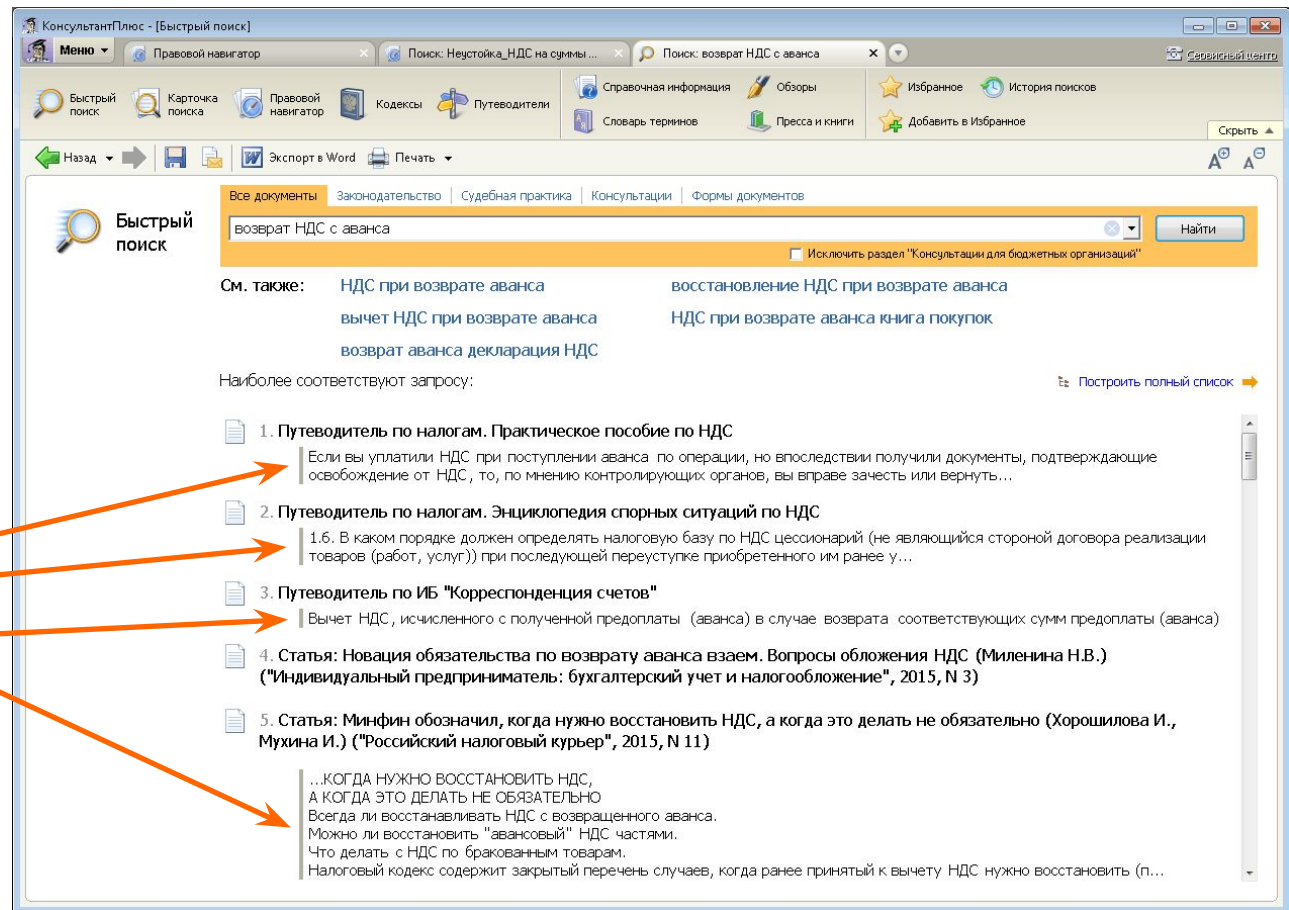 КонсультантПлюс - [Быстрый поиск]
Меню
Правовой навигатор
Поиск: Неустойка_НДС на суммы ...
Поиск: возврат НДС с аванса
Сервисный центр
Быстрый поиск
Карточка поиска
Правовой навигатор
Кодексы
Путеводители
Справочная информация
Обзоры
Словарь терминов
Пресса и книги
Избранное
История поисков
Добавить в Избранное
Скрыть
Назад
Экспорт в Word
Печать
Все документы | Законодательство | Судебная практика | Консультации | Формы документов
Быстрый поиск
возврат НДС с аванса
Найти
Исключить раздел "Консультации для бюджетных организаций"
См. также:
НДС при возврате аванса
восстановление НДС при возврате аванса
вычет НДС при возврате аванса
НДС при возврате аванса книга покупок
возврат аванса декларация НДС
Наиболее соответствуют запросу:
Построить полный список
1. Путеводитель по налогам. Практическое пособие по НДС
Если вы уплатили НДС при поступлении аванса по операции, но впоследствии получили документы, подтверждающие
освобождение от НДС, то, по мнению контролирующих органов, вы вправе зачесть или вернуть...
2. Путеводитель по налогам. Энциклопедия спорных ситуаций по НДС
1.6. В каком порядке должен определять налоговую базу по НДС цессионарий (не являющийся стороной договора реализации
товаров (работ, услуг)) при последующей переуступке приобретенного им ранее у...
3. Путеводитель по ИБ "Корреспонденция счетов"
Вычет НДС, исчисленного с полученной предоплаты (аванса) в случае возврата соответствующих сумм предоплаты (аванса)
4. Статья: Новация обязательства по возврату аванса взаем. Вопросы обложения НДС (Миленина Н.В.)
("Индивидуальный предприниматель: бухгалтерский учет и налогообложение", 2015, N 3)
5. Статья: Минфин обозначил, когда нужно восстановить НДС, а когда это делать не обязательно (Хорошилова И.,
Мухина И.) ("Российский налоговый курьер", 2015, N 11)
...КОГДА НУЖНО ВОССТАНОВИТЬ НДС,
А КОГДА ЭТО ДЕЛАТЬ НЕ ОБЯЗАТЕЛЬНО
Всегда ли восстанавливать НДС с возвращенного аванса.
Можно ли восстановить "авансовый" НДС частями.
Что делать с НДС по бракованным товарам.
Налоговый кодекс содержит закрытый перечень случаев, когда ранее принятый к вычету НДС нужно восстановить (п...